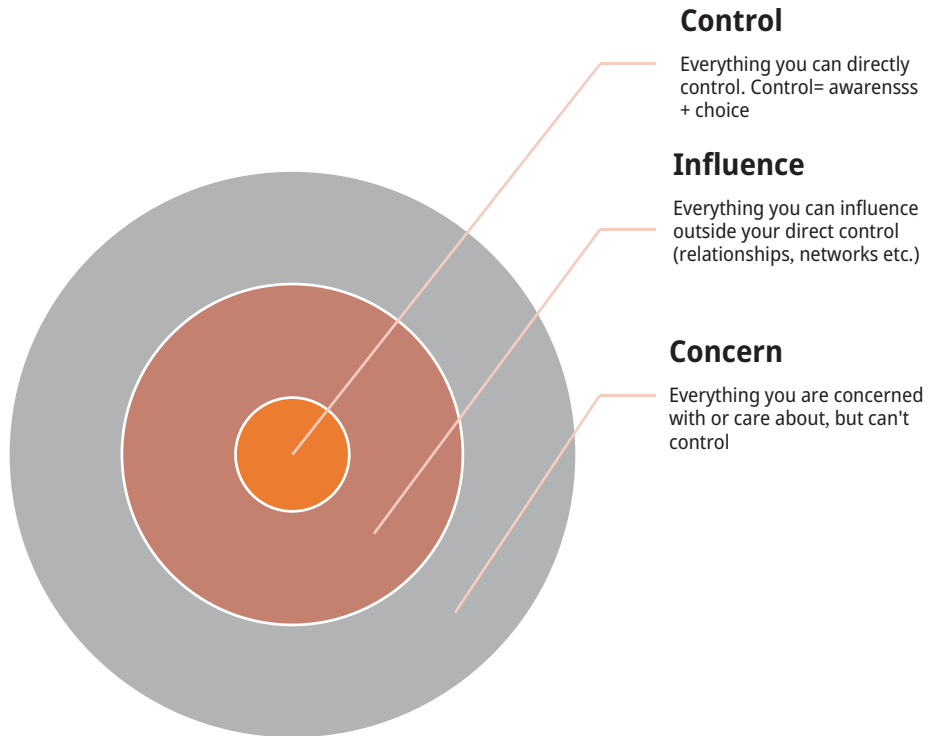 Control
Everything you can directly
control. Control= awarensss
+ choice
Influence
Everything you can influence
outside your direct control
(relationships, networks etc.)
Concern
Everything you are concerned
with or care about, but can't
control